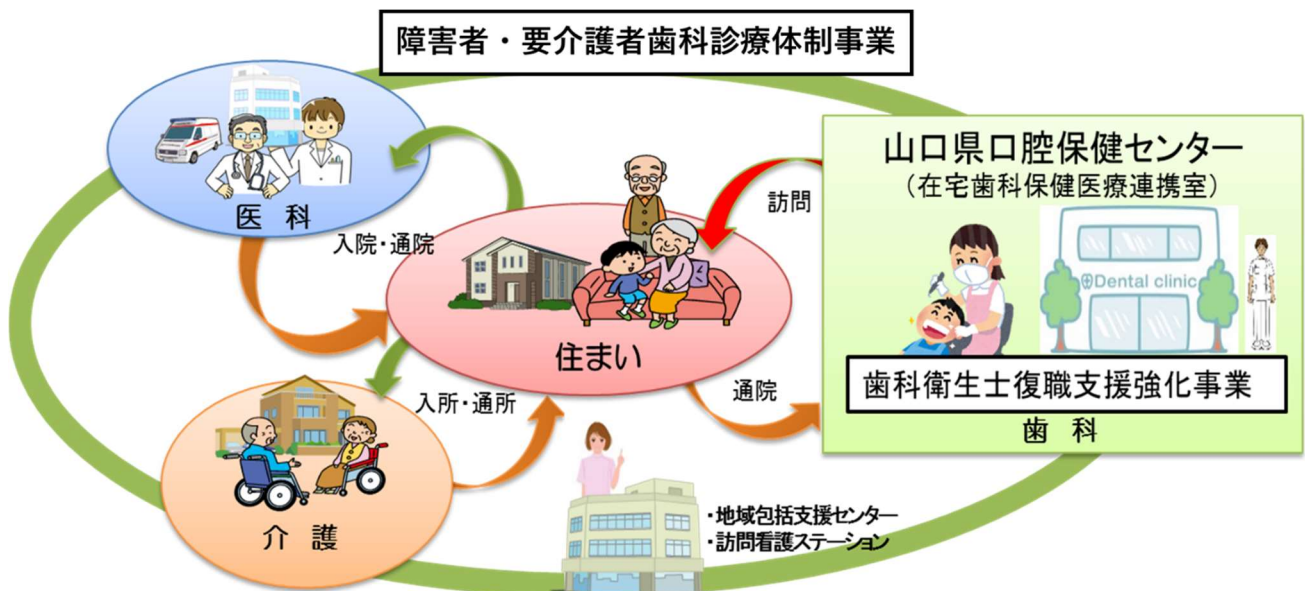 障害者・要介護者歯科診療体制事業
山口県口腔保健センター
（在宅歯科保健医療連携室）
Dental clinic
歯科衛生士復職支援強化事業
歯 科
医 科
入院・通院
訪問
住まい
通院
入所・通所
介 護
・地域包括支援センター
・訪問看護ステーション